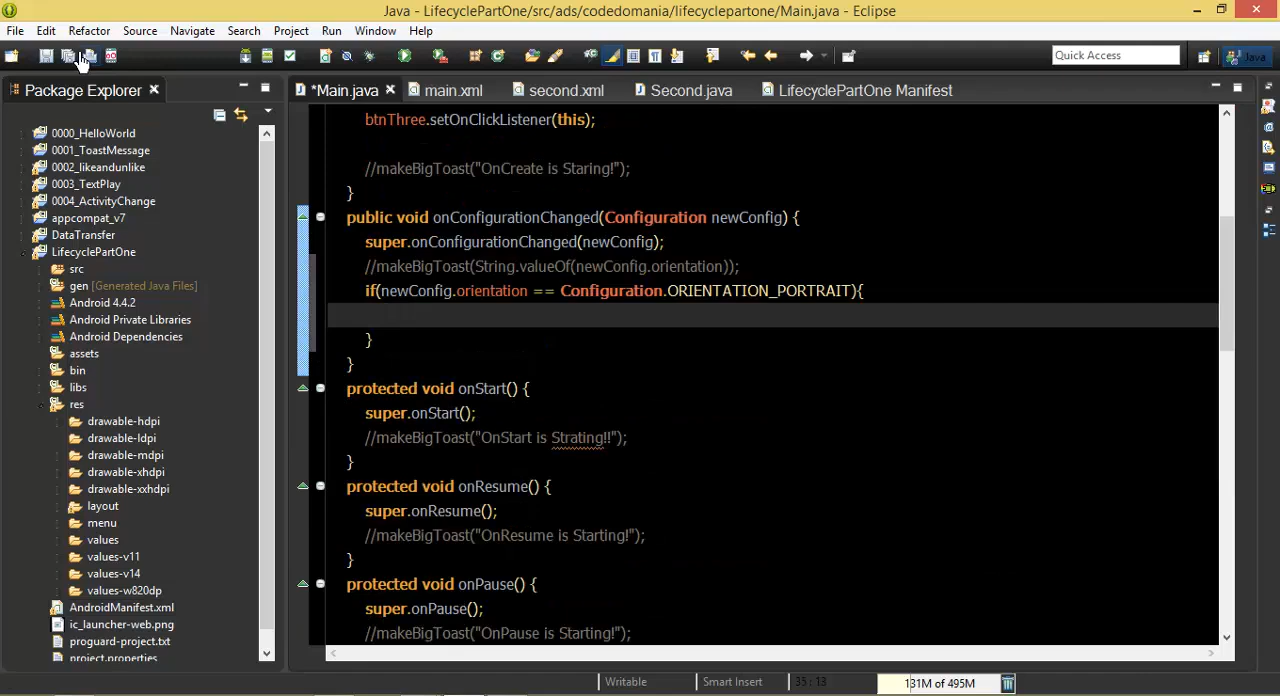 Java - LifecyclePartOne/src/ads/codedomania/lifecyclepartone/Main.java - Eclipse
File Edit Refactor Source Navigate Search Project Run Window Help
Quick Access
Java
Package Explorer
*Main.java
main.xml
second.xml
Second.java
LifecyclePartOne Manifest
0000_HelloWorld
0001_ToastMessage
0002_likeandunlike
0003_TextPlay
0004_ActivityChange
appcompat_v7
DataTransfer
LifecyclePartOne
src
gen [Generated Java Files]
Android 4.4.2
Android Private Libraries
Android Dependencies
assets
bin
libs
res
drawable-hdpi
drawable-ldpi
drawable-mdpi
drawable-xhdpi
drawable-xxhdpi
layout
menu
values
values-v11
values-v14
values-w820dp
AndroidManifest.xml
ic_launcher-web.png
proguard-project.txt
project.properties
btnThree.setOnClickListener(this);
//makeBigToast("OnCreate is Staring!");
}
public void onConfigurationChanged(Configuration newConfig) {
super.onConfigurationChanged(newConfig);
//makeBigToast(String.valueOf(newConfig.orientation));
if(newConfig.orientation == Configuration.ORIENTATION_PORTRAIT){
}
}
protected void onStart() {
super.onStart();
//makeBigToast("OnStart is Strating!!");
}
protected void onResume() {
super.onResume();
//makeBigToast("OnResume is Starting!");
}
protected void onPause() {
super.onPause();
//makeBigToast("OnPause is Starting!");
Writable
Smart Insert
35 : 13
131M of 495M